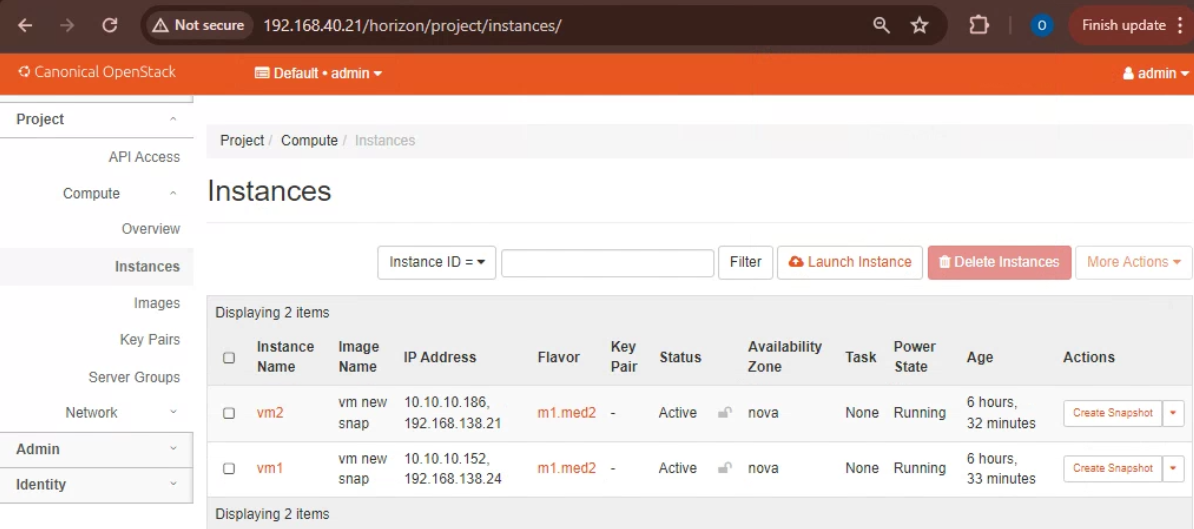 Not secure 192.168.40.21/horizon/project/instances/ O Finish update
Canonical OpenStack Default • admin admin
Project
API Access
Compute
Overview
Instances
Images
Key Pairs
Server Groups
Network
Admin
Identity
Project / Compute / Instances
Instances
Instance ID = Filter Launch Instance Delete Instances More Actions
Displaying 2 items
Instance Name Image Name IP Address Flavor Key Pair Status Availability Zone Task Power State Age Actions
vm2 vm new snap 10.10.10.186, 192.168.138.21 m1.med2 - Active nova None Running 6 hours, 32 minutes Create Snapshot
vm1 vm new snap 10.10.10.152, 192.168.138.24 m1.med2 - Active nova None Running 6 hours, 33 minutes Create Snapshot
Displaying 2 items